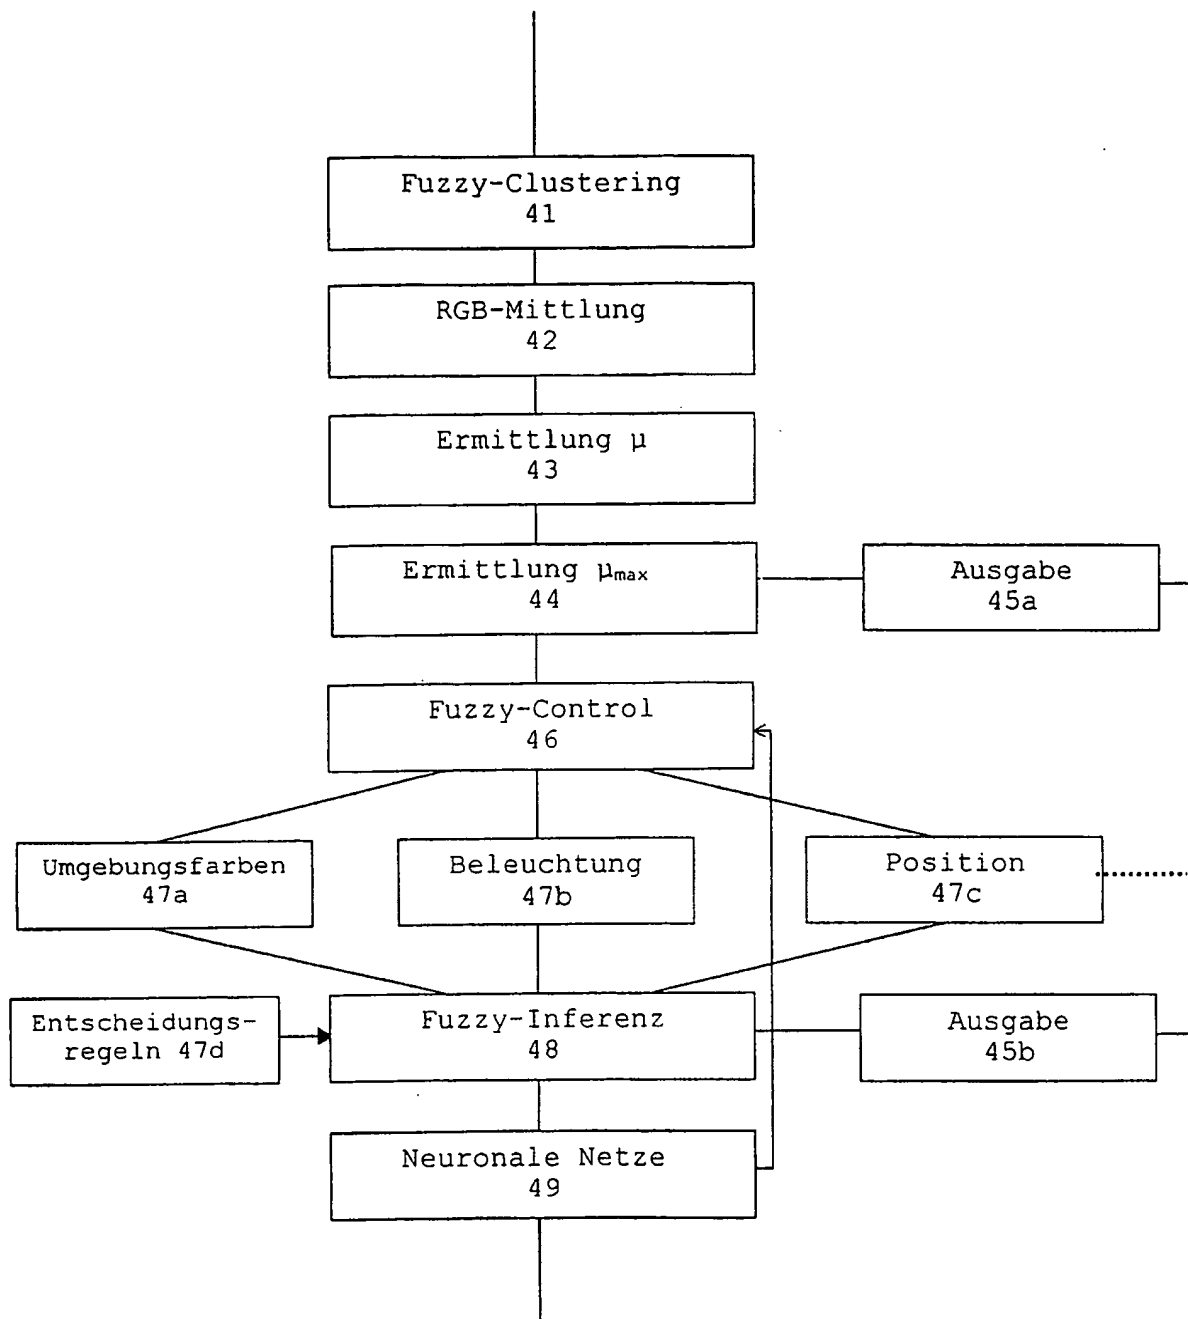 Fuzzy-Clustering
41
RGB-Mittlung
42
Ermittlung µ
43
Ermittlung µmax
44
Ausgabe
45a
Fuzzy-Control
46
Umgebungsfarben
47a
Beleuchtung
47b
Position
47c
Entscheidungs-
regeln 47d
Fuzzy-Inferenz
48
Ausgabe
45b
Neuronale Netze
49